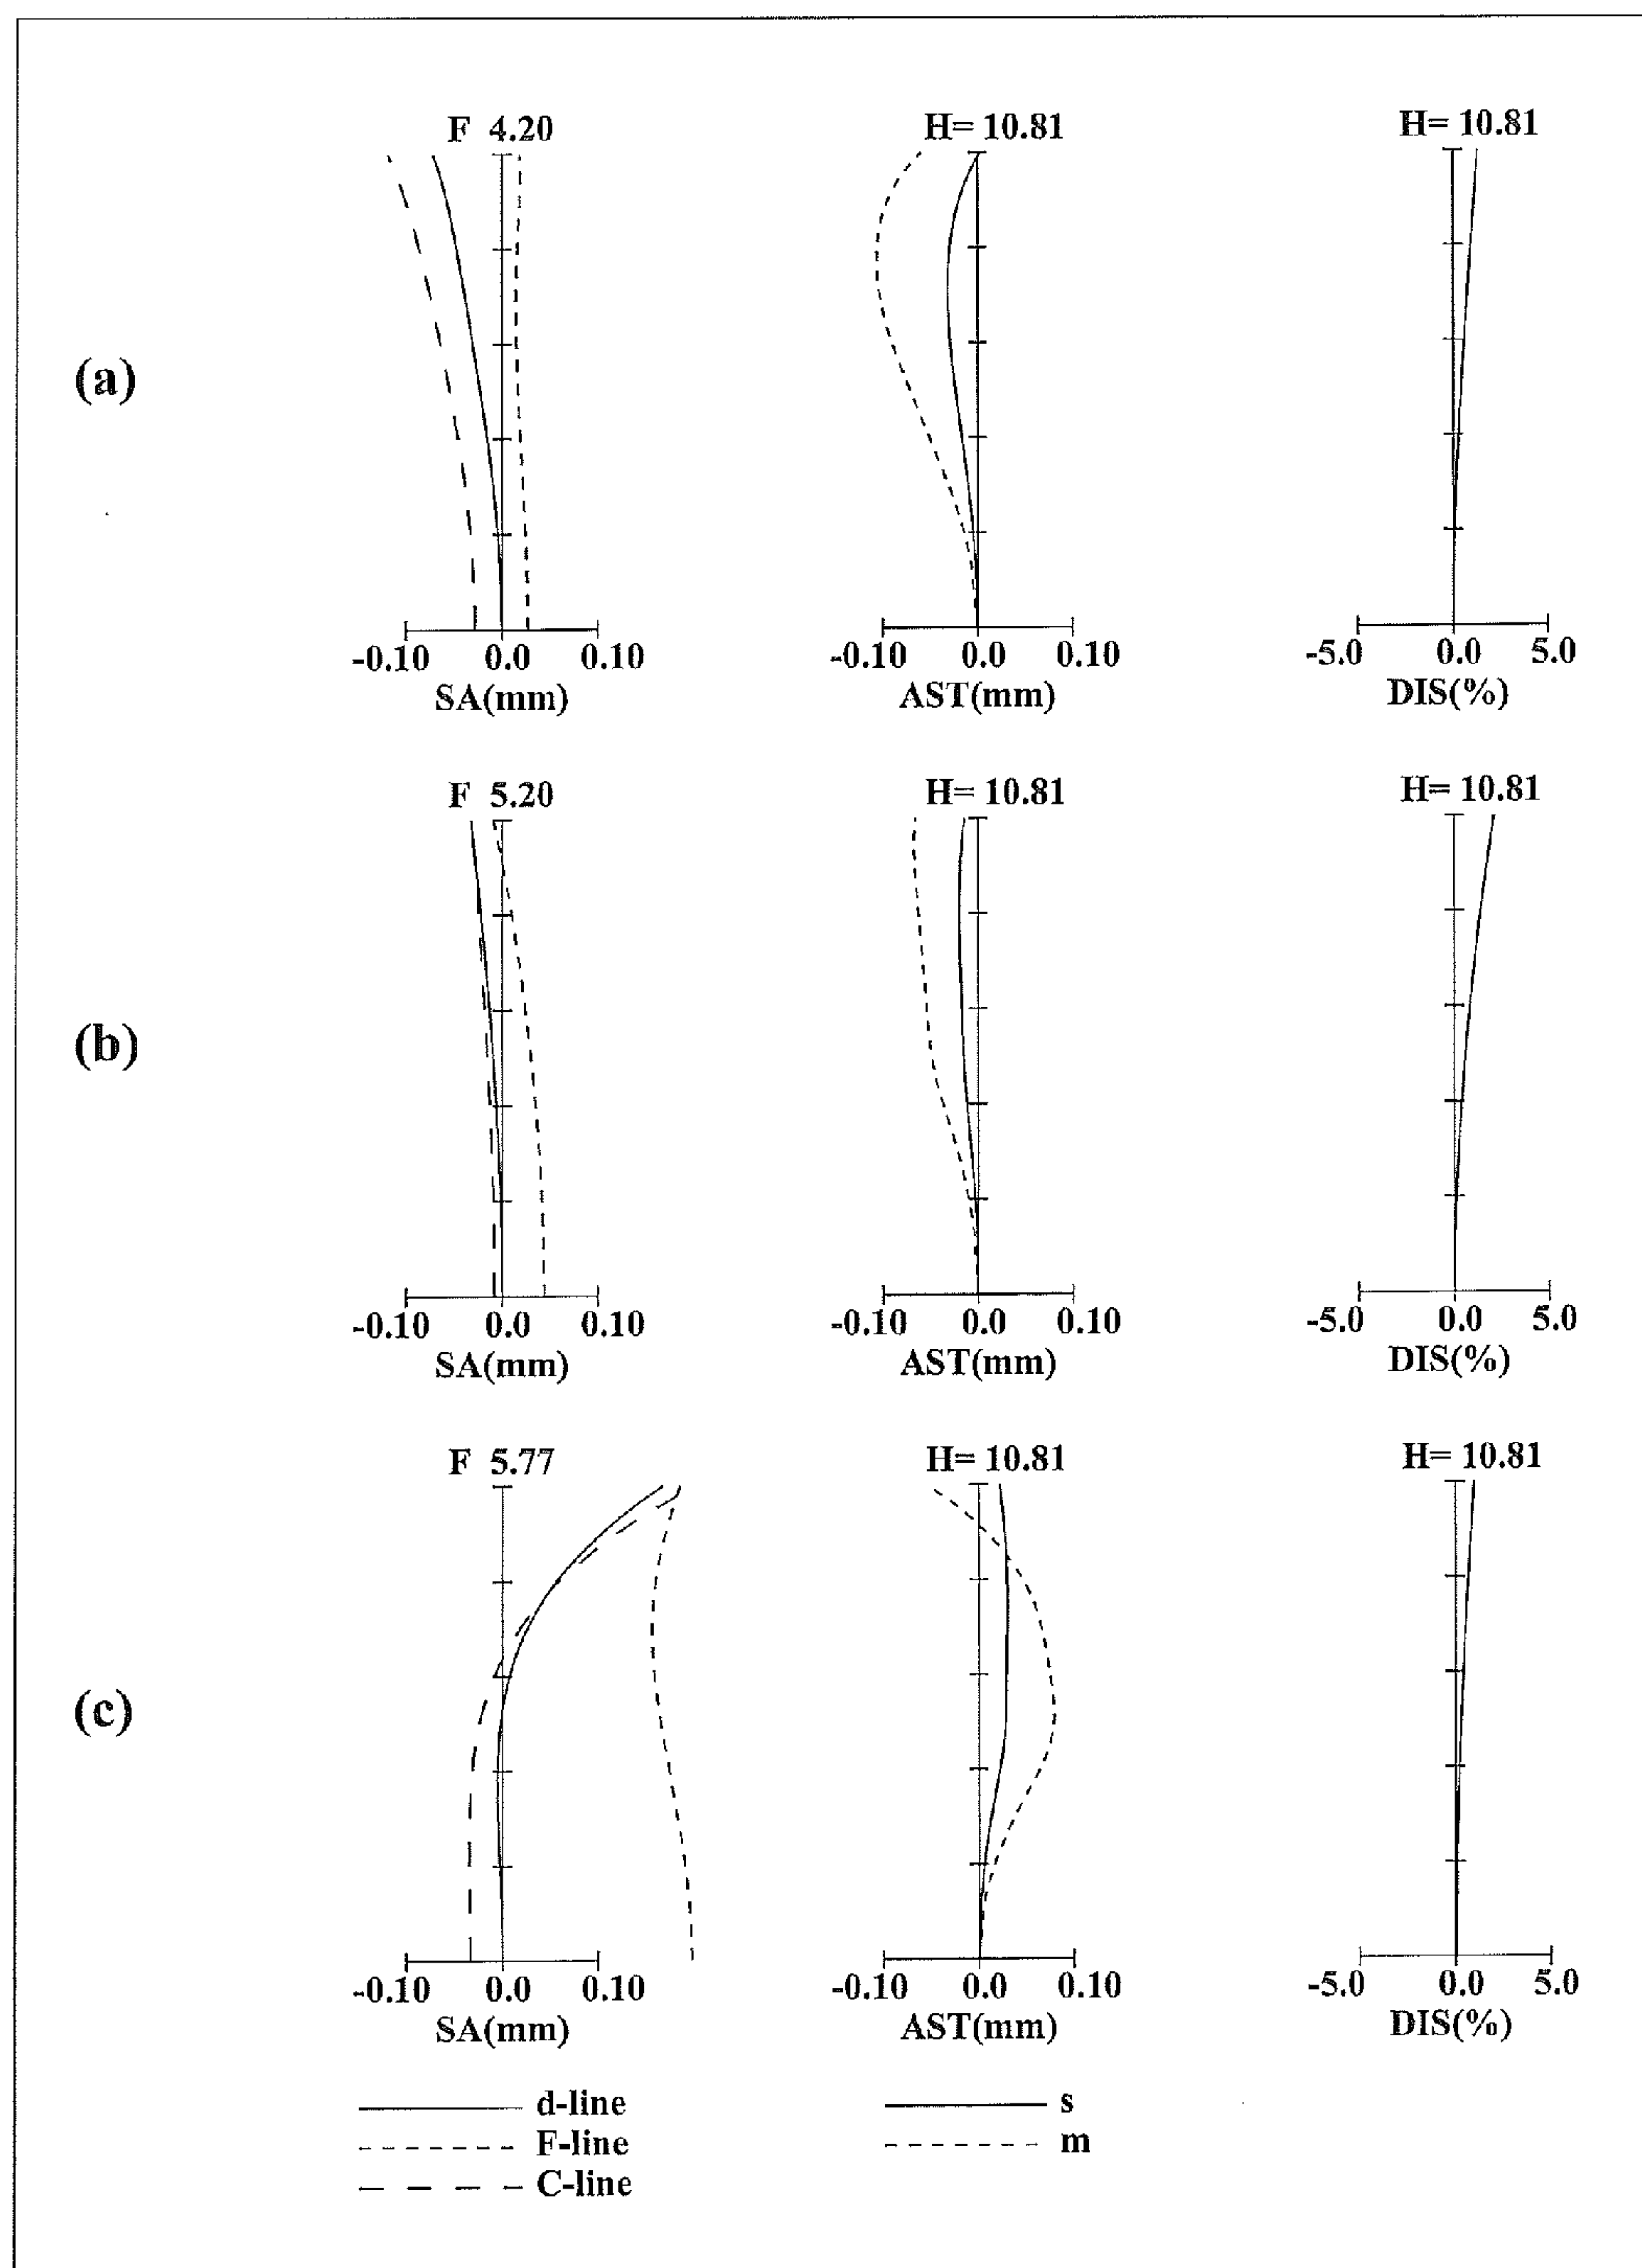 F 4.20 H= 10.81 H= 10.81
(a)
-0.10 0.0 0.10 -0.10 0.0 0.10 -5.0 0.0 5.0
SA(mm) AST(mm) DIS(%)
F 5.20 H= 10.81 H= 10.81
(b)
-0.10 0.0 0.10 -0.10 0.0 0.10 -5.0 0.0 5.0
SA(mm) AST(mm) DIS(%)
F 5.77 H= 10.81 H= 10.81
(c)
-0.10 0.0 0.10 -0.10 0.0 0.10 -5.0 0.0 5.0
SA(mm) AST(mm) DIS(%)
d-line s
F-line m
C-line